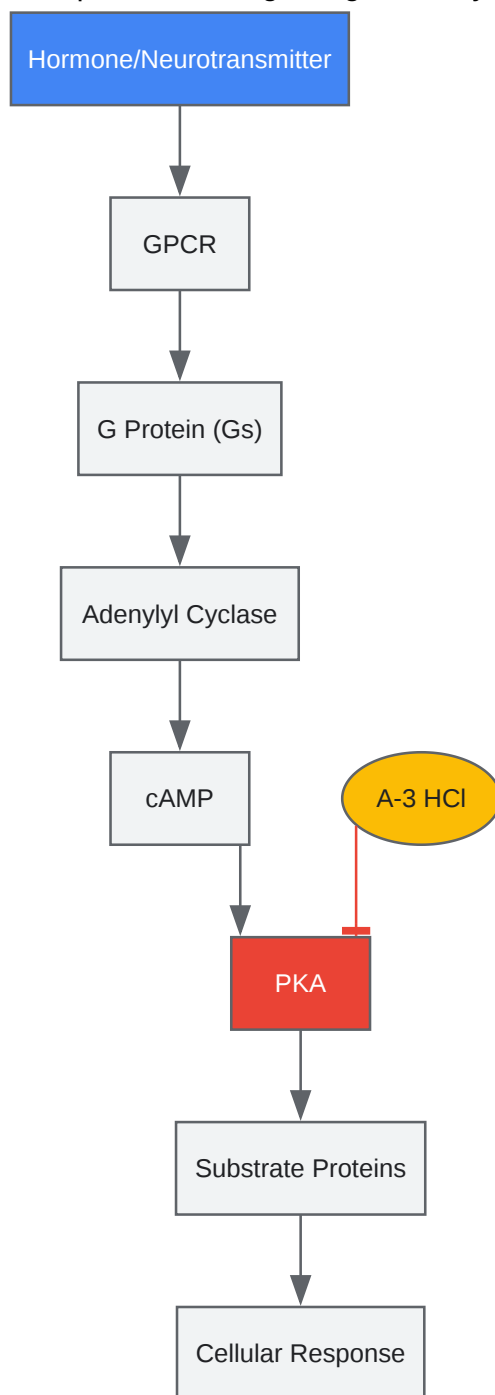 Hormone/Neurotransmitter
GPCR
G Protein (Gs)
Adenylyl Cyclase
cAMP
A-3 HCl
PKA
Substrate Proteins
Cellular Response